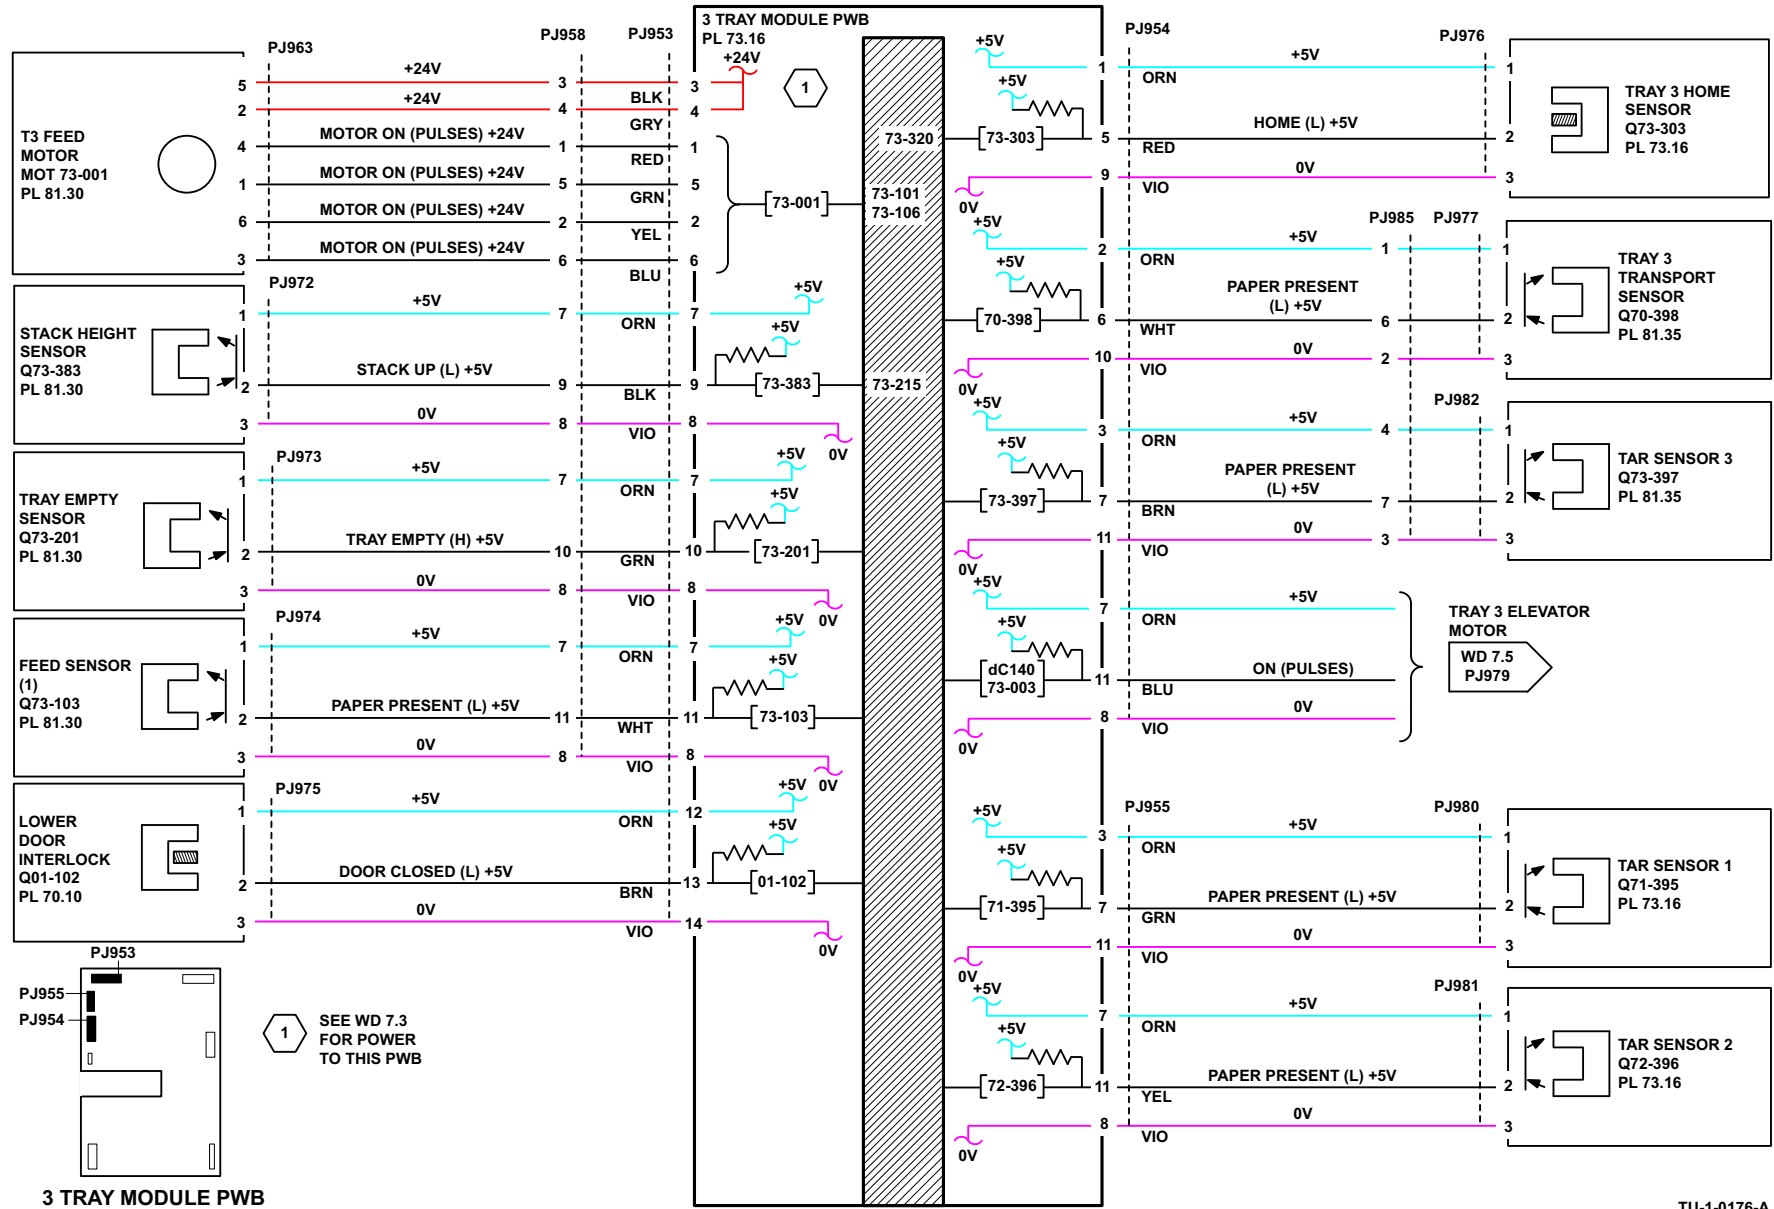 3 TRAY MODULE PWB
PL 73.16
PJ963
PJ958
PJ953
+24V
1
T3 FEED
MOTOR
MOT 73-001
PL 81.30
5 +24V 3 BLK 3
2 +24V 4 GRY 4
4 MOTOR ON (PULSES) +24V 1 RED 1
1 MOTOR ON (PULSES) +24V 5 GRN 5
6 MOTOR ON (PULSES) +24V 2 YEL 2
3 MOTOR ON (PULSES) +24V 6 BLU 6
73-001
73-101
73-106
PJ972
STACK HEIGHT
SENSOR
Q73-383
PL 81.30
1 +5V 7 ORN 7 +5V
+5V
2 STACK UP (L) +5V 9 BLK 9 73-383 73-215
3 0V 8 VIO 8 0V
PJ973
TRAY EMPTY
SENSOR
Q73-201
PL 81.30
1 +5V 7 ORN 7 +5V
+5V
2 TRAY EMPTY (H) +5V 10 GRN 10 73-201
3 0V 8 VIO 8 0V
PJ974
FEED SENSOR
(1)
Q73-103
PL 81.30
1 +5V 7 ORN 7 +5V
+5V
2 PAPER PRESENT (L) +5V 11 WHT 11 73-103
3 0V 8 VIO 8 0V
PJ975
LOWER
DOOR
INTERLOCK
Q01-102
PL 70.10
1 +5V ORN 12 +5V
+5V
2 DOOR CLOSED (L) +5V BRN 13 01-102
3 0V VIO 14 0V
PJ953
PJ955
PJ954
1 SEE WD 7.3
FOR POWER
TO THIS PWB
3 TRAY MODULE PWB
PJ954
PJ976
+5V 1 ORN +5V 1
+5V
73-320 73-303 5 RED HOME (L) +5V 2
0V 9 VIO 0V 3
TRAY 3 HOME
SENSOR
Q73-303
PL 73.16
PJ985 PJ977
+5V 2 ORN +5V 1 1
+5V
70-398 6 WHT PAPER PRESENT
(L) +5V 6 2
0V 10 VIO 0V 2 3
TRAY 3
TRANSPORT
SENSOR
Q70-398
PL 81.35
PJ982
+5V 3 ORN +5V 4 1
+5V
73-397 7 BRN PAPER PRESENT
(L) +5V 7 2
0V 11 VIO 0V 3 3
TAR SENSOR 3
Q73-397
PL 81.35
+5V 7 ORN +5V
+5V
dC140
73-003 11 BLU ON (PULSES)
0V 8 VIO 0V
TRAY 3 ELEVATOR
MOTOR
WD 7.5
PJ979
PJ955
PJ980
+5V 3 ORN +5V 1
+5V
71-395 7 GRN PAPER PRESENT (L) +5V 2
0V 11 VIO 0V 3
TAR SENSOR 1
Q71-395
PL 73.16
PJ981
+5V 7 ORN +5V 1
+5V
72-396 11 YEL PAPER PRESENT (L) +5V 2
0V 8 VIO 0V 3
TAR SENSOR 2
Q72-396
PL 73.16
TU-1-0176-A